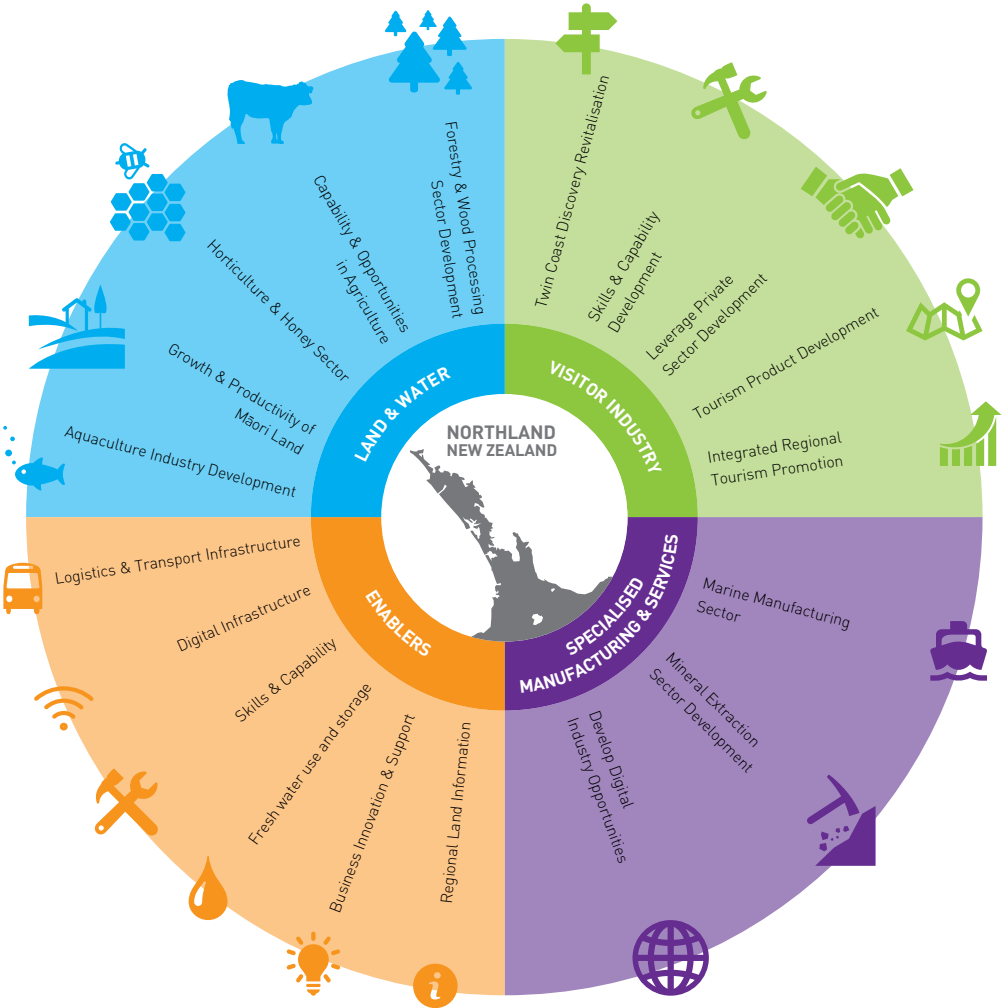 NORTHLAND
NEW ZEALAND
LAND & WATER
Aquaculture Industry Development
Growth & Productivity of
Māori Land
Horticulture & Honey Sector
Capability & Opportunities
in Agriculture
Forestry & Wood Processing
Sector Development
VISITOR INDUSTRY
Twin Coast Discovery Revitalisation
Skills & Capability
Development
Leverage Private
Sector Development
Tourism Product Development
Integrated Regional
Tourism Promotion
SPECIALISED
MANUFACTURING & SERVICES
Marine Manufacturing
Sector
Mineral Extraction
Sector Development
Develop Digital
Industry Opportunities
ENABLERS
Logistics & Transport Infrastructure
Digital Infrastructure
Skills & Capability
Fresh water use and storage
Business Innovation & Support
Regional Land Information
i